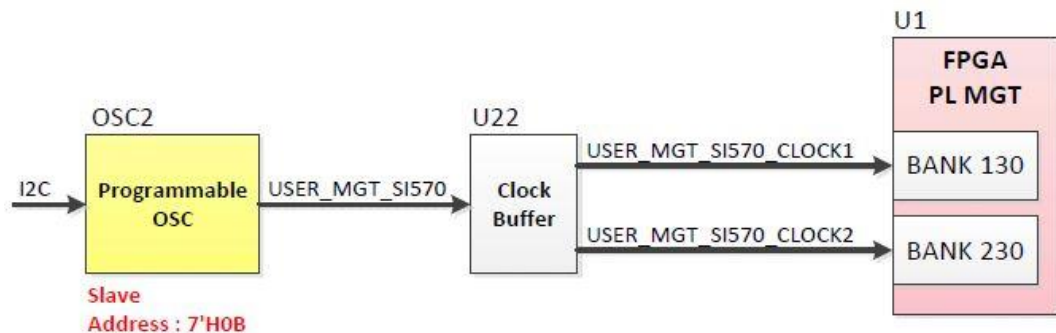 U1
FPGA
PL MGT
OSC2
U22
USER_MGT_SI570_CLOCK1
BANK 130
I2C
Programmable
OSC
USER_MGT_SI570
Clock
Buffer
USER_MGT_SI570_CLOCK2
BANK 230
Slave
Address : 7'H0B